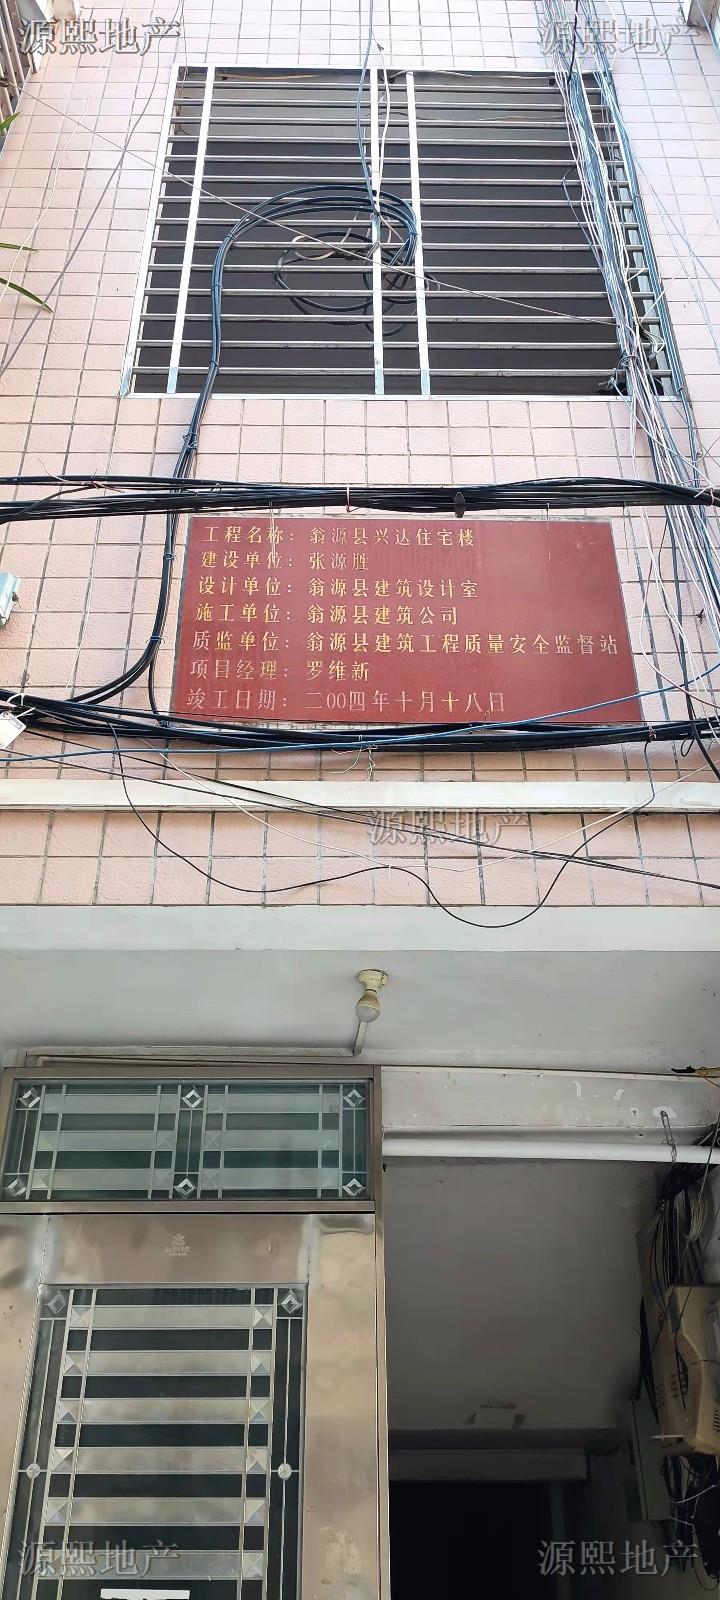 源熙地产 源熙地产
工程名称：翁源县兴达住宅楼
建设单位：张源胜
设计单位：翁源县建筑设计室
施工单位：翁源县建筑公司
质监单位：翁源县建筑工程质量安全监督站
项目经理：罗维新
竣工日期：二00四年十月十八日
源熙地产
源熙地产 源熙地产